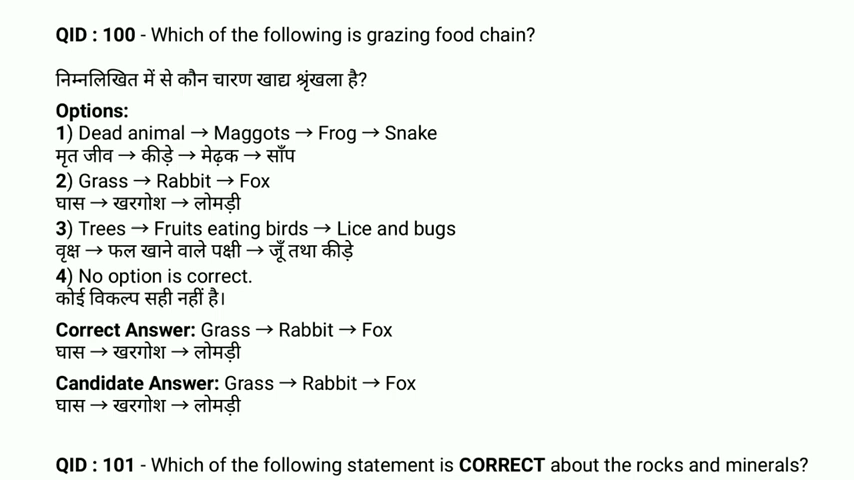 QID : 100 - Which of the following is grazing food chain?
निम्नलिखित में से कौन चारण खाद्य श्रृंखला है?
Options:
1) Dead animal → Maggots → Frog → Snake
मृत जीव → कीड़े → मेढ़क → साँप
2) Grass → Rabbit → Fox
घास → खरगोश → लोमड़ी
3) Trees → Fruits eating birds → Lice and bugs
वृक्ष → फल खाने वाले पक्षी → जूँ तथा कीड़े
4) No option is correct.
कोई विकल्प सही नहीं है।
Correct Answer: Grass → Rabbit → Fox
घास → खरगोश → लोमड़ी
Candidate Answer: Grass → Rabbit → Fox
घास → खरगोश → लोमड़ी
QID : 101 - Which of the following statement is CORRECT about the rocks and minerals?